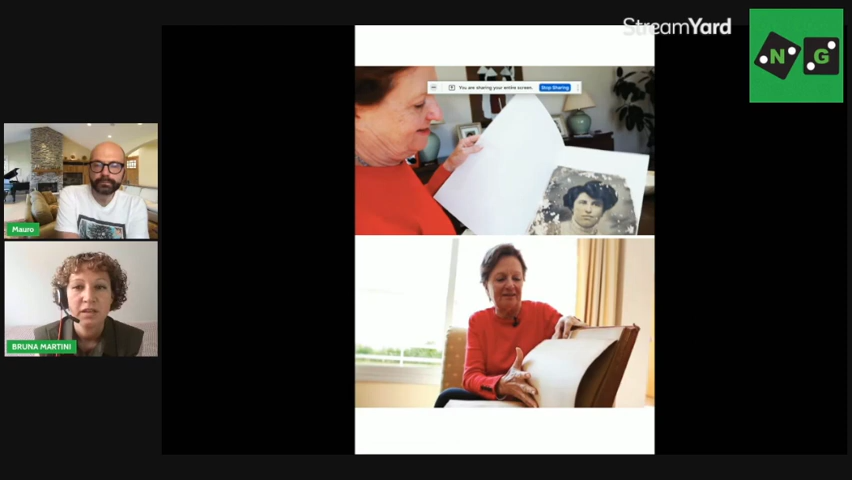 StreamYard
N G
You are sharing your entire screen. Stop Sharing
Mauro
BRUNA MARTINI